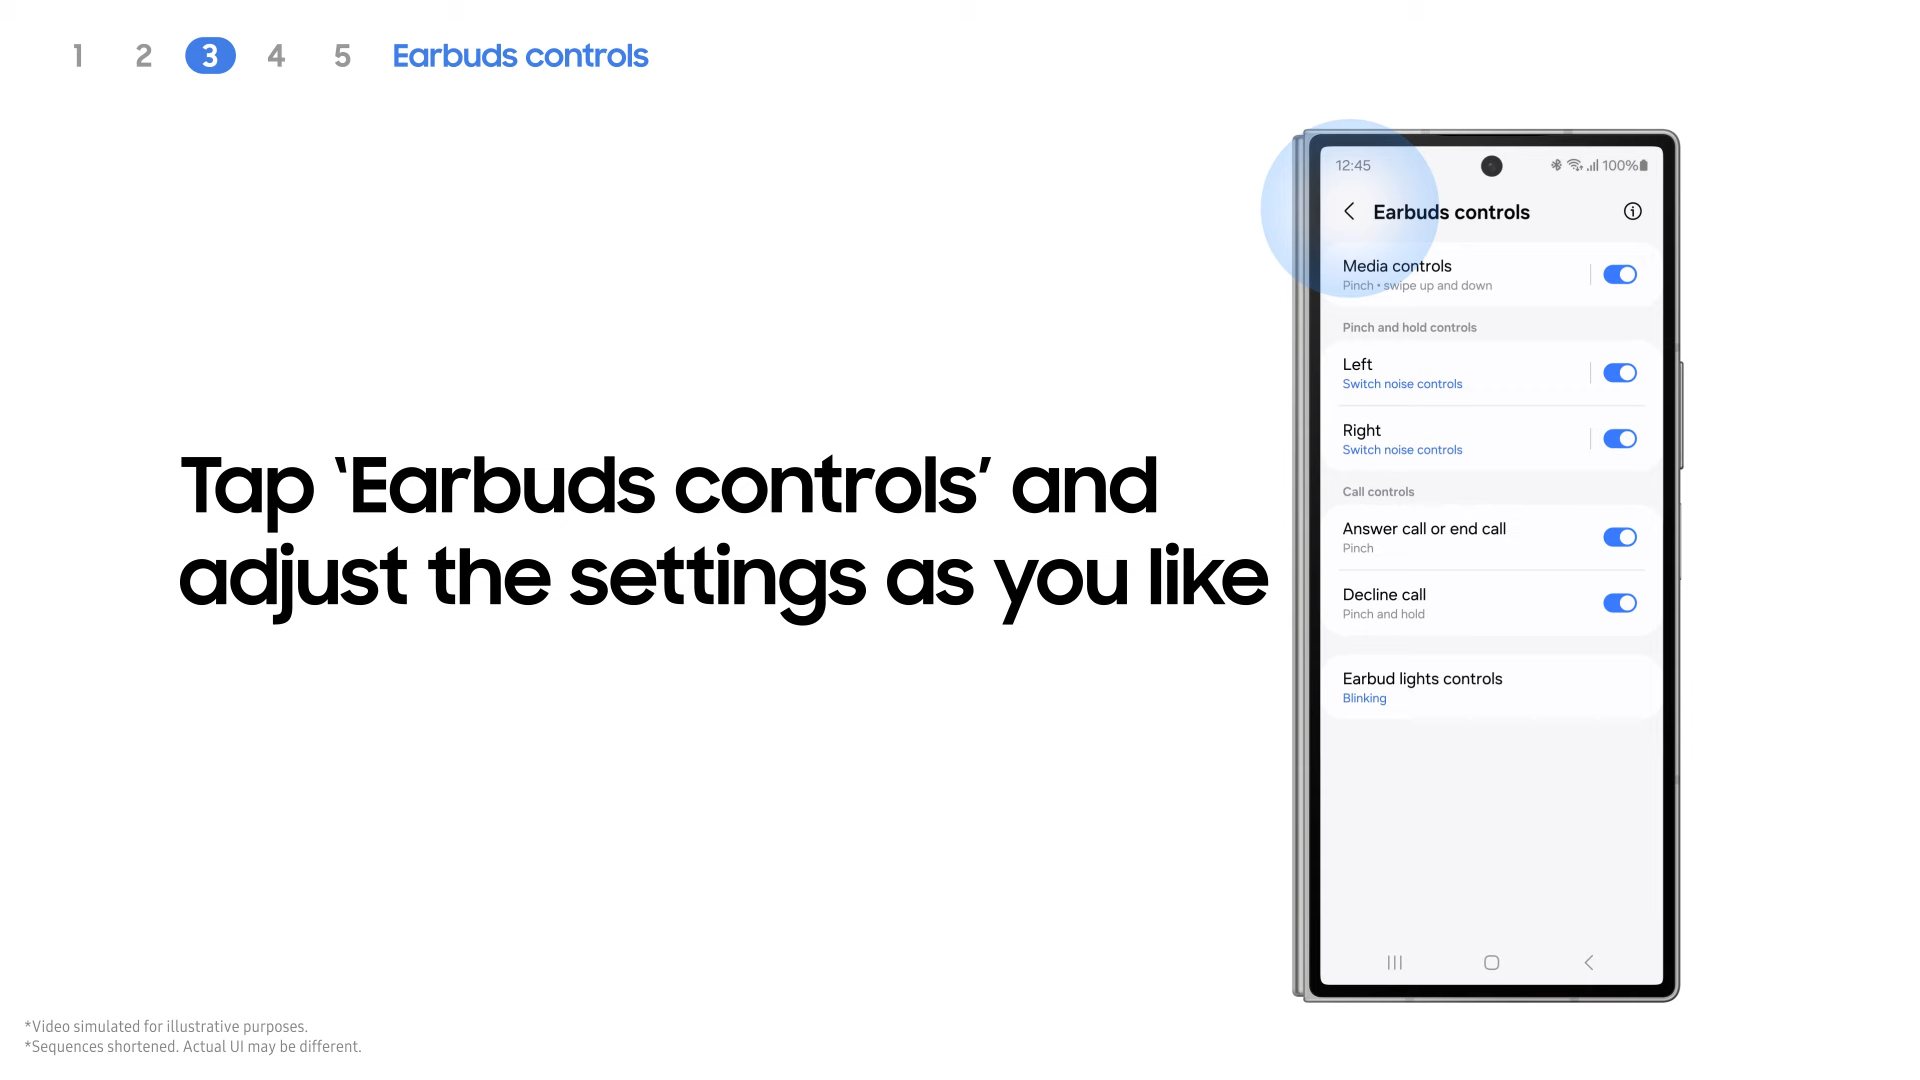 1 2 3 4 5 Earbuds controls
Tap ‘Earbuds controls’ and
adjust the settings as you like
12:45
100%
Earbuds controls
Media controls
Pinch • swipe up and down
Pinch and hold controls
Left
Switch noise controls
Right
Switch noise controls
Call controls
Answer call or end call
Pinch
Decline call
Pinch and hold
Earbud lights controls
Blinking
*Video simulated for illustrative purposes.
*Sequences shortened. Actual UI may be different.